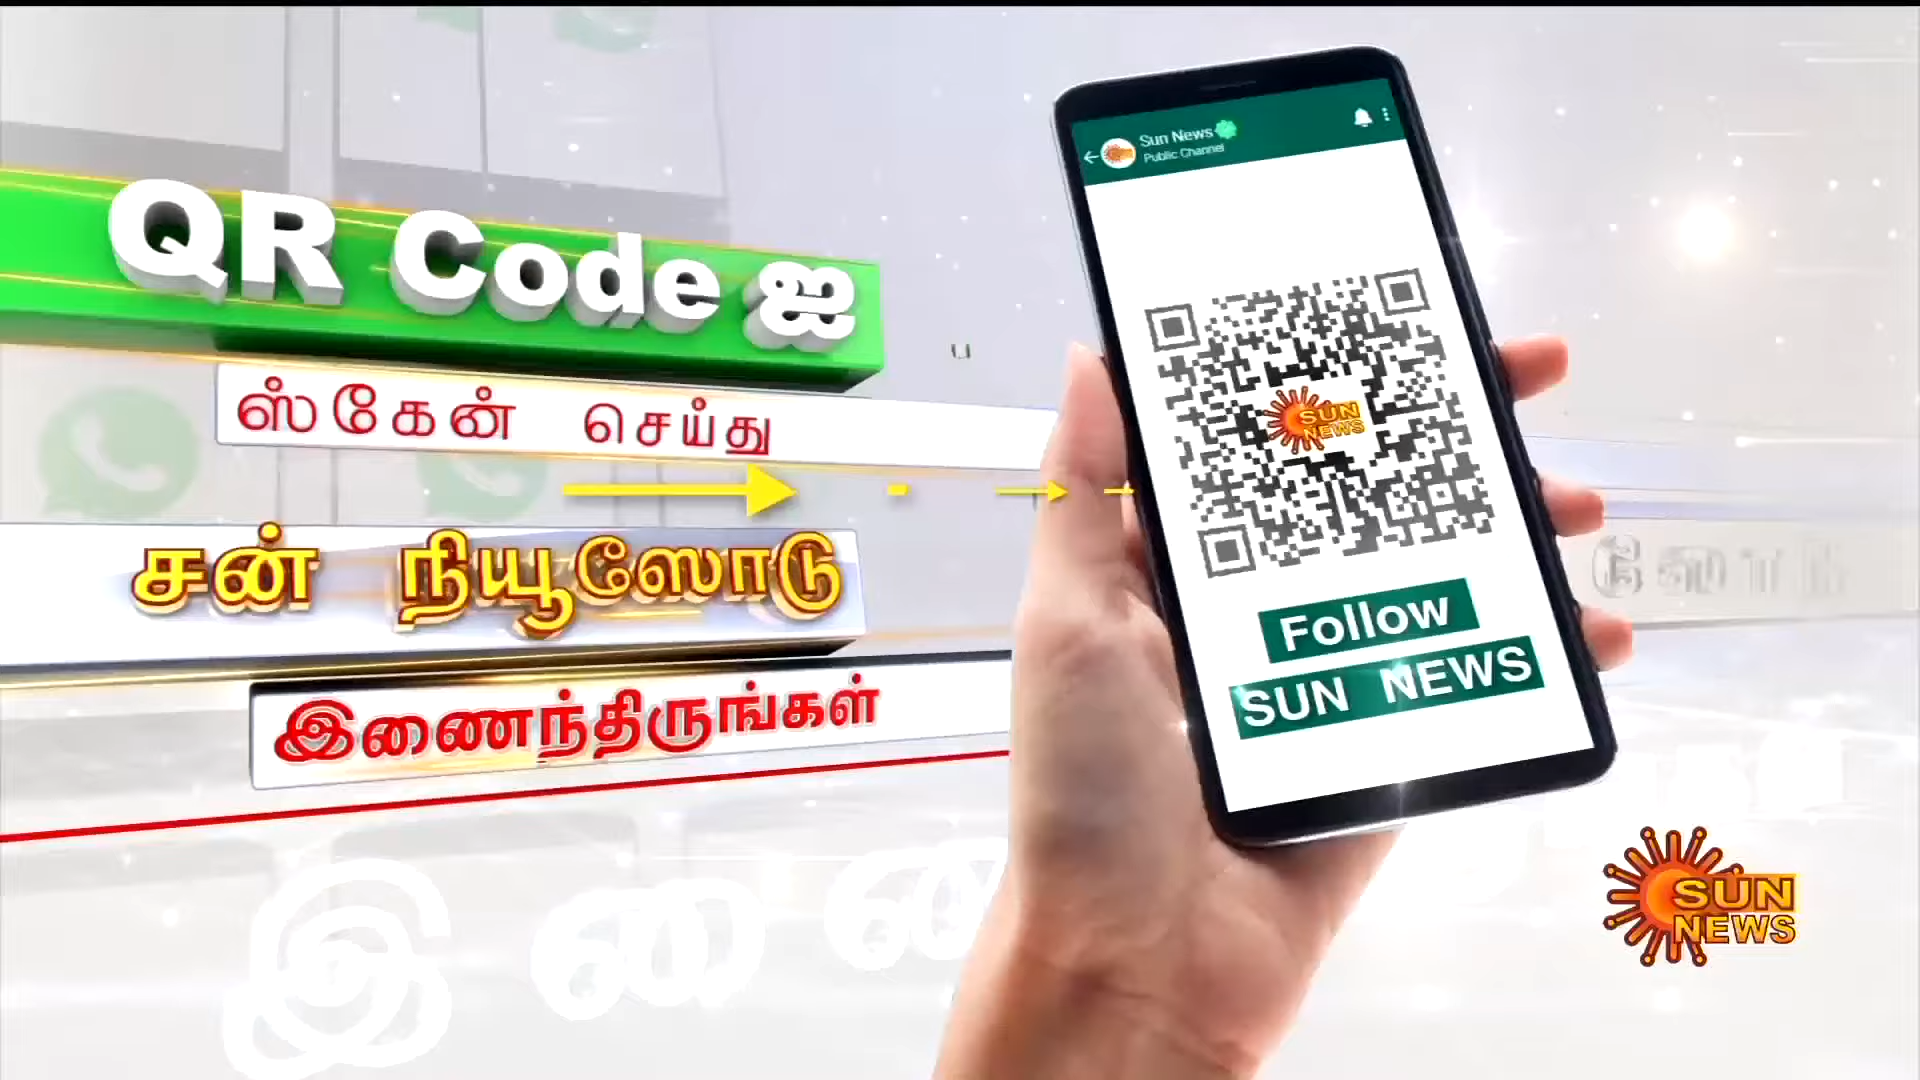 QR Code ஐ
ஸ்கேன் செய்து
சன் நியூஸோடு
இணைந்திருங்கள்
Sun News
Public Channel
SUN
NEWS
Follow
SUN NEWS
SUN
NEWS